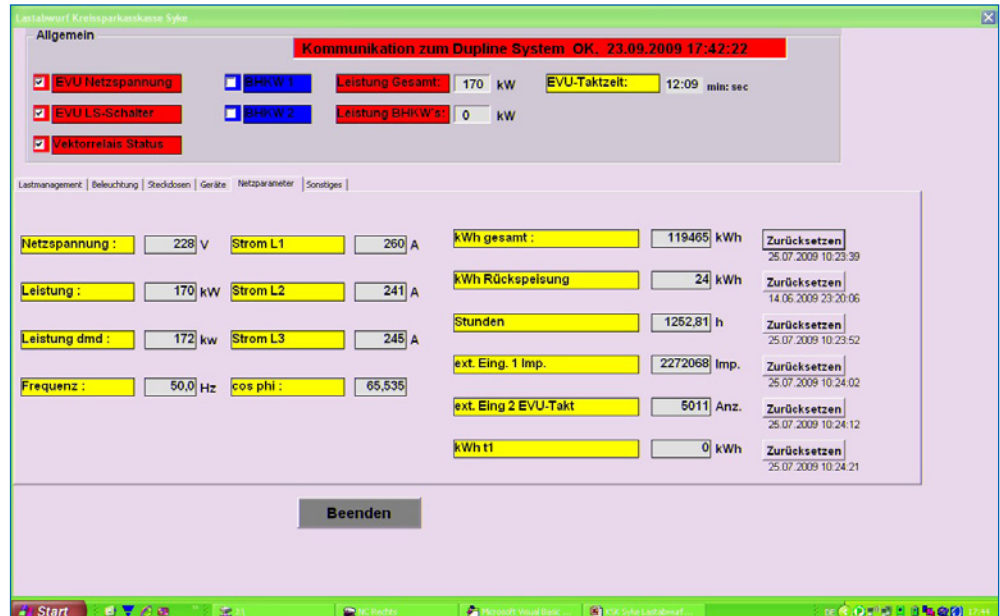 Lastabwurf Kreissparkasskasse Syke
Allgemein
Kommunikation zum Dupline System OK. 23.09.2009 17:42:22
EVU Netzspannung
BHKW 1
Leistung Gesamt: 170 kW
EVU-Taktzeit: 12:09 min: sec
EVU LS-Schalter
BHKW 2
Leistung BHKW's: 0 kW
Vektorrelais Status
Lastmanagement Beleuchtung Steckdosen Geräte Netzparameter Sonstiges
Netzspannung : 228 V
Strom L1 260 A
kWh gesamt : 119465 kWh
Zurücksetzen
25.07.2009 10:23:39
Leistung : 170 kW
Strom L2 241 A
kWh Rückspeisung 24 kWh
Zurücksetzen
14.06.2009 23:20:06
Leistung dmd : 172 kw
Strom L3 245 A
Stunden 1252,81 h
Zurücksetzen
25.07.2009 10:23:52
ext. Eing. 1 Imp. 2272068 Imp.
Zurücksetzen
25.07.2009 10:24:02
Frequenz : 50,0 Hz
cos phi : 65,535
ext. Eing 2 EVU-Takt 5011 Anz.
Zurücksetzen
25.07.2009 10:24:12
kWh t1 0 kWh
Zurücksetzen
25.07.2009 10:24:21
Beenden
Start
NC Rechts
Microsoft Visual Basic ...
KSK Syke Lastabwurf ...
DE
17:44